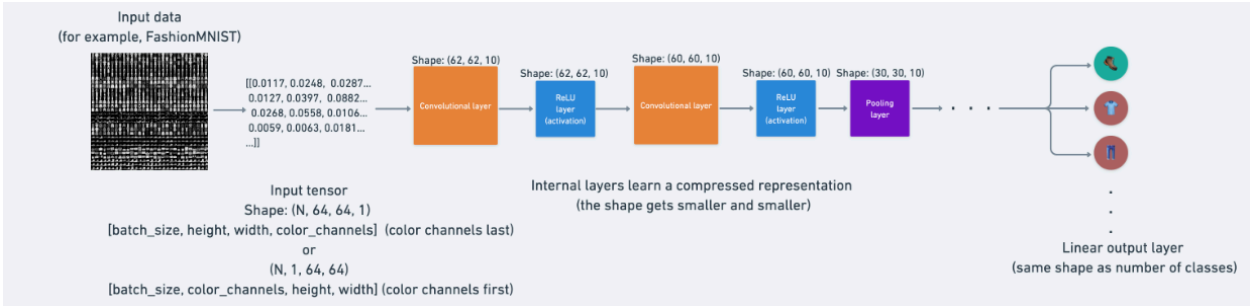 Input data
(for example, FashionMNIST)
[[0.0117, 0.0248, 0.0287...
0.0127, 0.0397, 0.0882...
0.0268, 0.0558, 0.0106...
0.0059, 0.0063, 0.0181...
...]]
Shape: (62, 62, 10)
Convolutional layer
Shape: (62, 62, 10)
ReLU
layer
(activation)
Shape: (60, 60, 10)
Convolutional layer
Shape: (60, 60, 10)
ReLU
layer
(activation)
Shape: (30, 30, 10)
Pooling
layer
Input tensor
Shape: (N, 64, 64, 1)
[batch_size, height, width, color_channels] (color channels last)
or
(N, 1, 64, 64)
[batch_size, color_channels, height, width] (color channels first)
Internal layers learn a compressed representation
(the shape gets smaller and smaller)
Linear output layer
(same shape as number of classes)